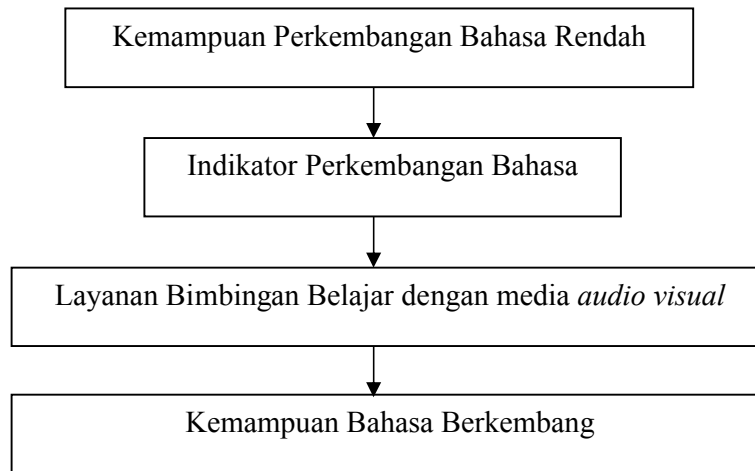 Kemampuan Perkembangan Bahasa Rendah
Indikator Perkembangan Bahasa
Layanan Bimbingan Belajar dengan media audio visual
Kemampuan Bahasa Berkembang